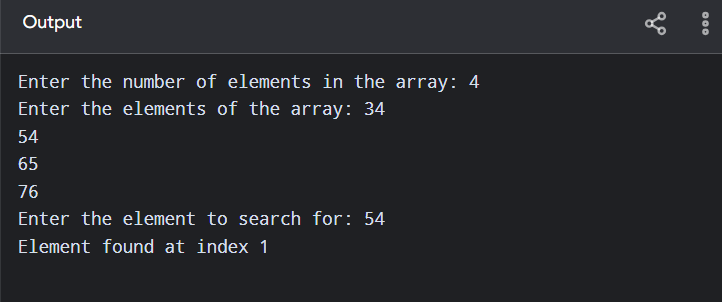 Output
Enter the number of elements in the array: 4
Enter the elements of the array: 34
54
65
76
Enter the element to search for: 54
Element found at index 1